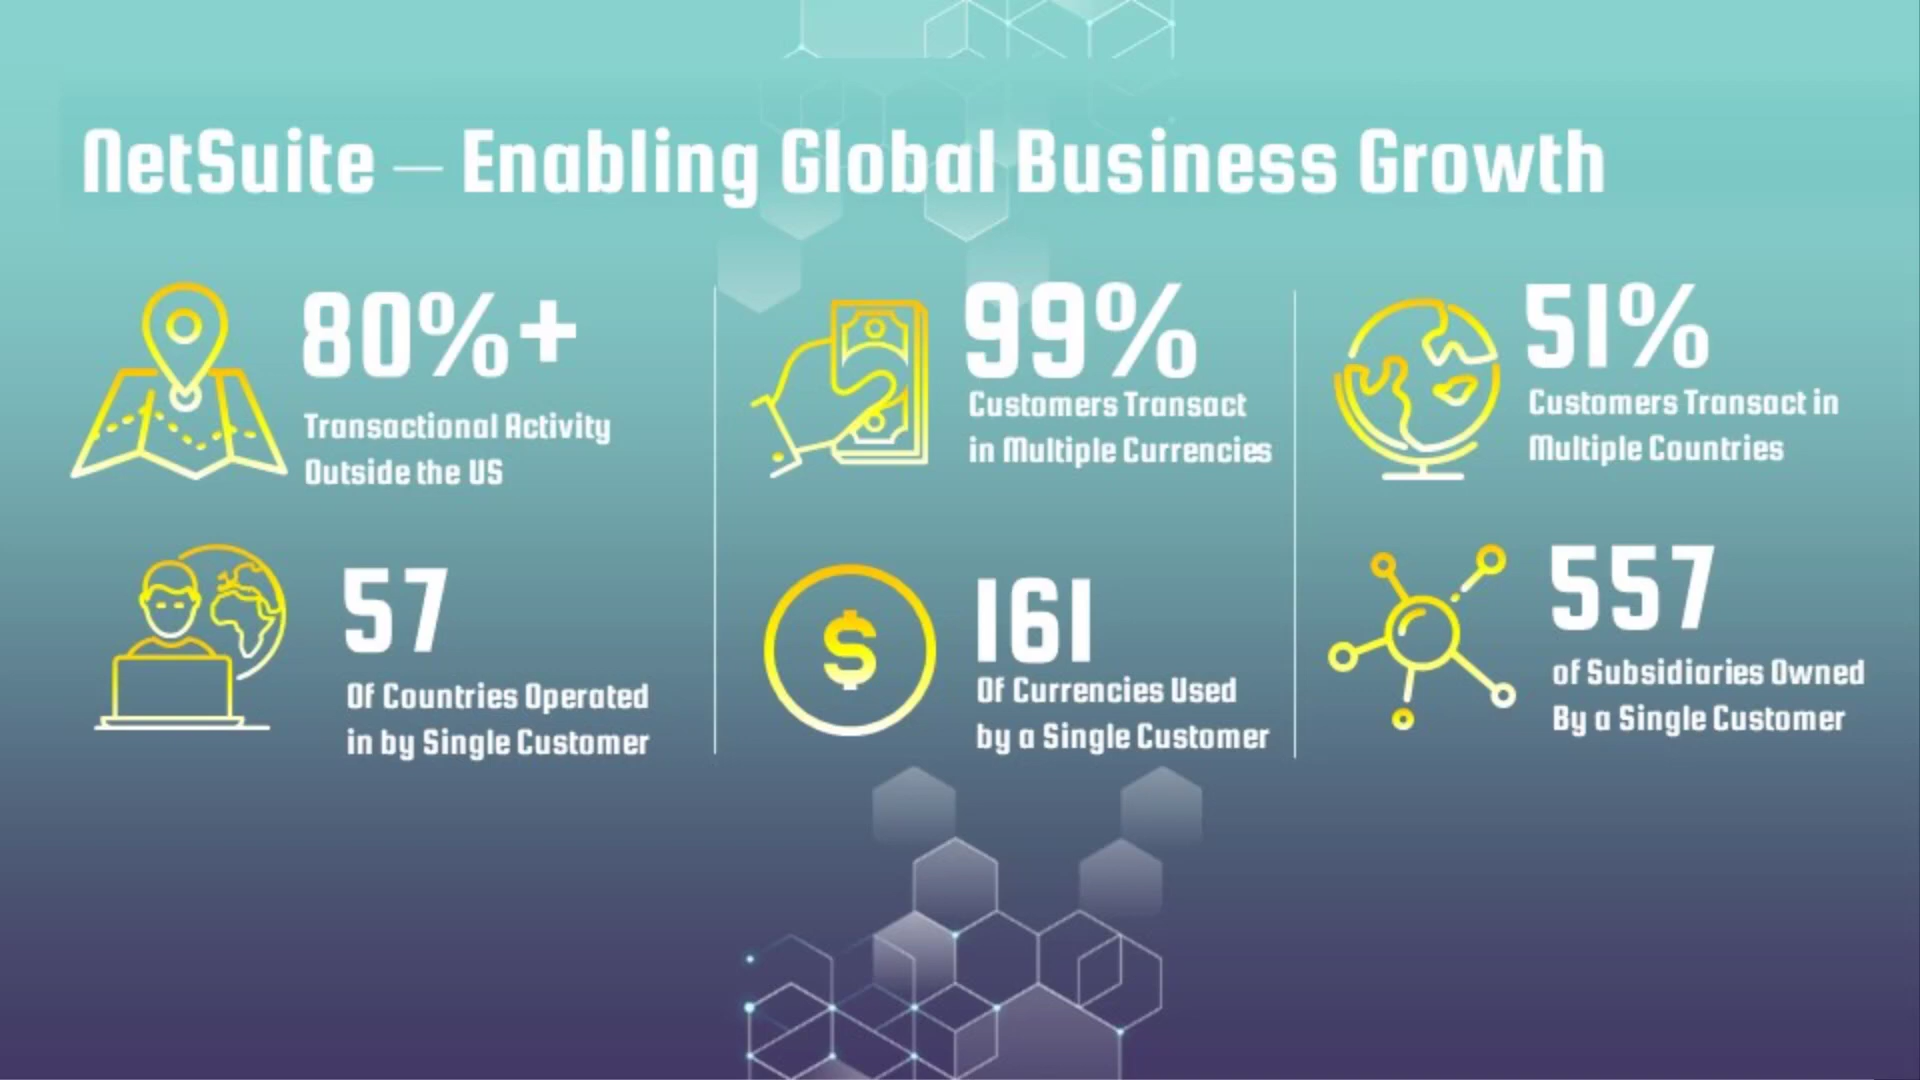 NetSuite — Enabling Global Business Growth
80%+
Transactional Activity
Outside the US
99%
Customers Transact
in Multiple Currencies
51%
Customers Transact in
Multiple Countries
57
Of Countries Operated
in by Single Customer
$
161
Of Currencies Used
by a Single Customer
557
of Subsidiaries Owned
By a Single Customer